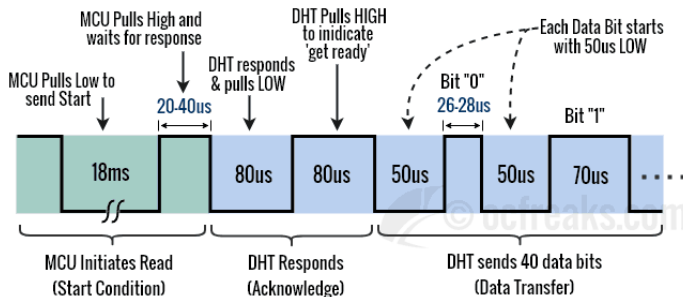 MCU Pulls High and
waits for response
DHT Pulls HIGH
to inidicate
'get ready'
Each Data Bit starts
with 50us LOW
MCU Pulls Low to
send Start
DHT responds
& pulls LOW
20-40us
Bit "0"
26-28us
Bit "1"
18ms
80us
80us
50us
50us
70us
© ocfreaks.com
MCU Initiates Read
(Start Condition)
DHT Responds
(Acknowledge)
DHT sends 40 data bits
(Data Transfer)